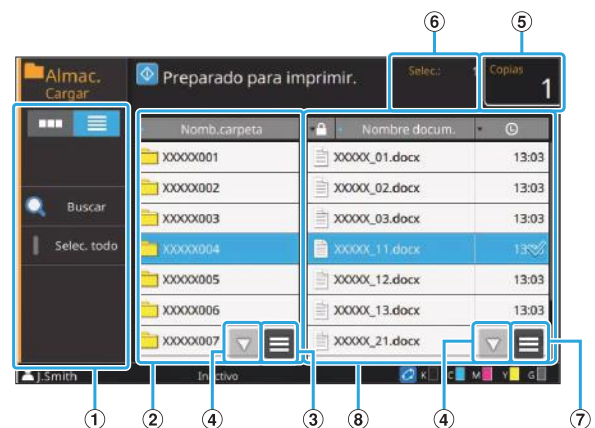 ⑥ ⑤
Almac.
Cargar
Preparado para imprimir.
Selec.: 1
Copias
1
Nomb.carpeta
Nombre docum.
XXXXX001 XXXXX_01.docx 13:03
XXXXX002 XXXXX_02.docx 13:03
Buscar
XXXXX003 XXXXX_03.docx 13:03
Selec. todo
XXXXX004 XXXXX_11.docx
XXXXX005 XXXXX_12.docx 13:03
XXXXX006 XXXXX_13.docx 13:03
XXXXX007 XXXXX_21.docx
J.Smith
K C M Y G
① ② ④ ③ ⑧ ④ ⑦